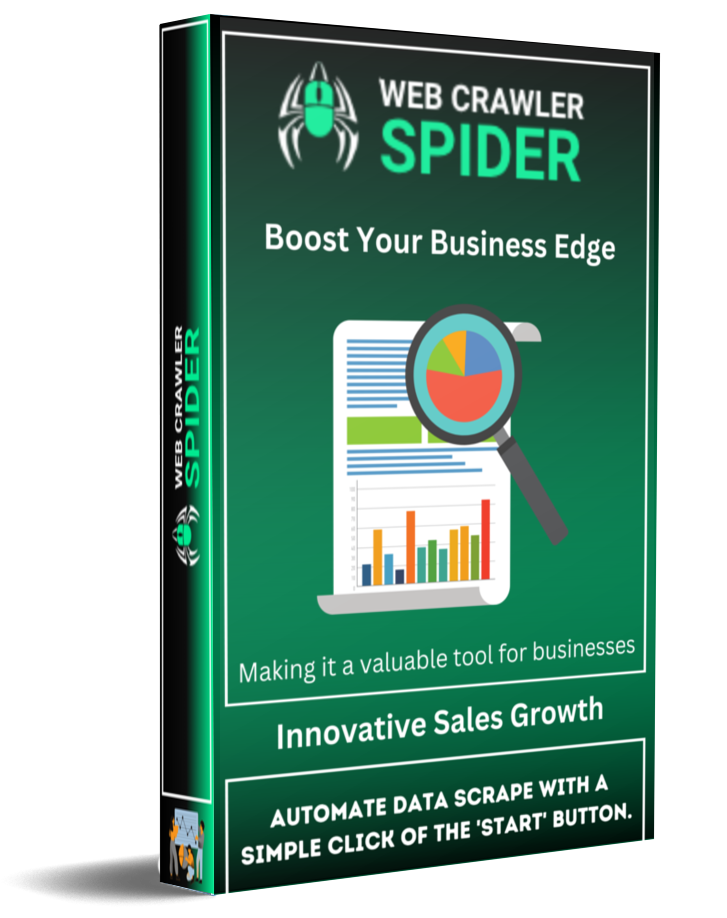 WEB CRAWLER
SPIDER
Boost Your Business Edge
Making it a valuable tool for businesses
Innovative Sales Growth
AUTOMATE DATA SCRAPE WITH A
SIMPLE CLICK OF THE 'START' BUTTON.
WEB CRAWLER
SPIDER